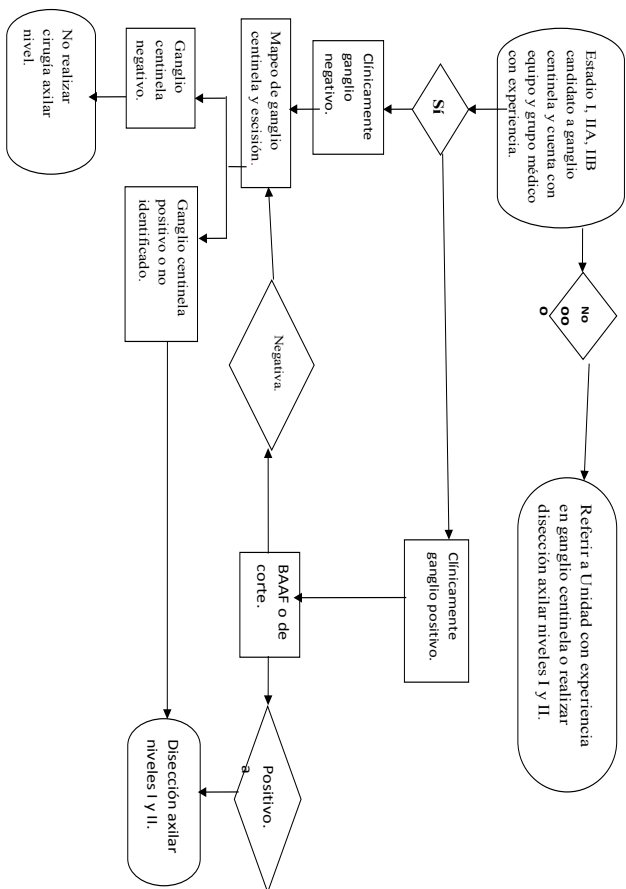 Estadio I, IIA, IIB
candidato a ganglio
centinela y cuenta con
equipo y grupo médico
con experiencia.
No
oo
o
Referir a Unidad con experiencia
en ganglio centinela o realizar
disección axilar niveles I y II.
Sí
Clínicamente
ganglio
negativo.
Clínicamente
ganglio positivo.
Mapeo de ganglio
centinela y escisión.
Negativa.
BAAF o de
corte.
Positivo.
a
Ganglio
centinela
negativo.
Ganglio centinela
positivo o no
identificado.
Disección axilar
niveles I y II.
No realizar
cirugía axilar
nivel.